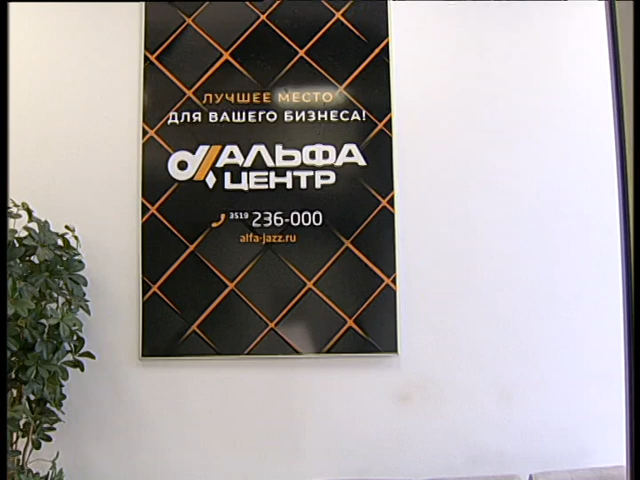 ЛУЧШЕЕ МЕСТО
ДЛЯ ВАШЕГО БИЗНЕСА!
АЛЬФА
ЦЕНТР
3519 236-000
alfa-jazz.ru